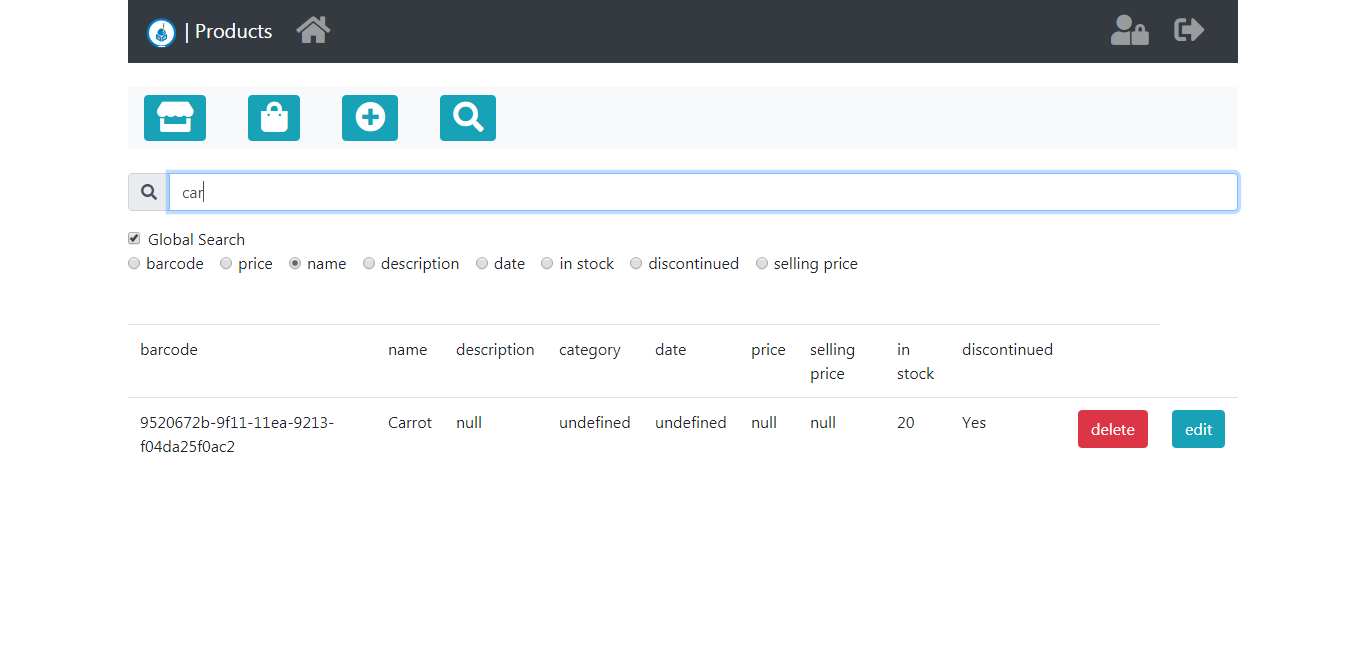 | Products
car
Global Search
barcode price name description date in stock discontinued selling price
barcode name description category date price selling price in stock discontinued
9520672b-9f11-11ea-9213-f04da25f0ac2 Carrot null undefined undefined null null 20 Yes delete edit